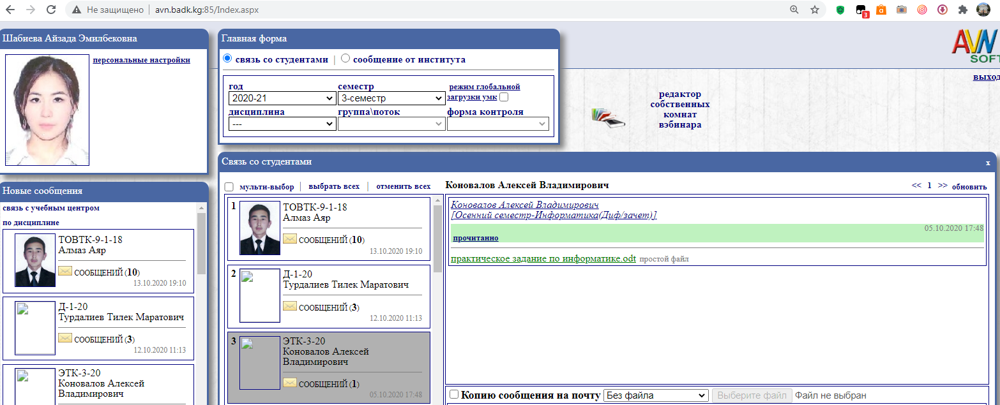 Не защищено | avn.badk.kg:85/Index.aspx
3
Шабиева Айзада Эмилбековна
персональные настройки
Новые сообщения
связь с учебным центром
по дисциплине
ТОВТК-9-1-18
Алмаз Аяр
СООБЩЕНИЙ (10)
13.10.2020 19:10
Д-1-20
Турдалиев Тилек Маратович
СООБЩЕНИЙ (3)
12.10.2020 11:13
ЭТК-3-20
Коновалов Алексей
Владимирович
Главная форма
связь со студентами | сообщение от института
год
семестр
режим глобальной
загрузки умк
2020-21
3-семестр
дисциплина
группа\поток
форма контроля
---
AVN
SOFT
выход
редактор
собственных
комнат
вэбинара
Связь со студентами
x
мульти-выбор | выбрать всех | отменить всех
1
ТОВТК-9-1-18
Алмаз Аяр
СООБЩЕНИЙ (10)
13.10.2020 19:10
2
Д-1-20
Турдалиев Тилек Маратович
СООБЩЕНИЙ (3)
12.10.2020 11:13
3
ЭТК-3-20
Коновалов Алексей
Владимирович
СООБЩЕНИЙ (1)
05.10.2020 17:48
Коновалов Алексей Владимирович
<< 1 >> обновить
Коновалов Алексей Владимирович
[Осенний семестр-Информатика(Диф/зачет)]
05.10.2020 17:48
прочитанно
практическое задание по информатике.odt простой файл
Копию сообщения на почту Без файла Выберите файл Файл не выбран